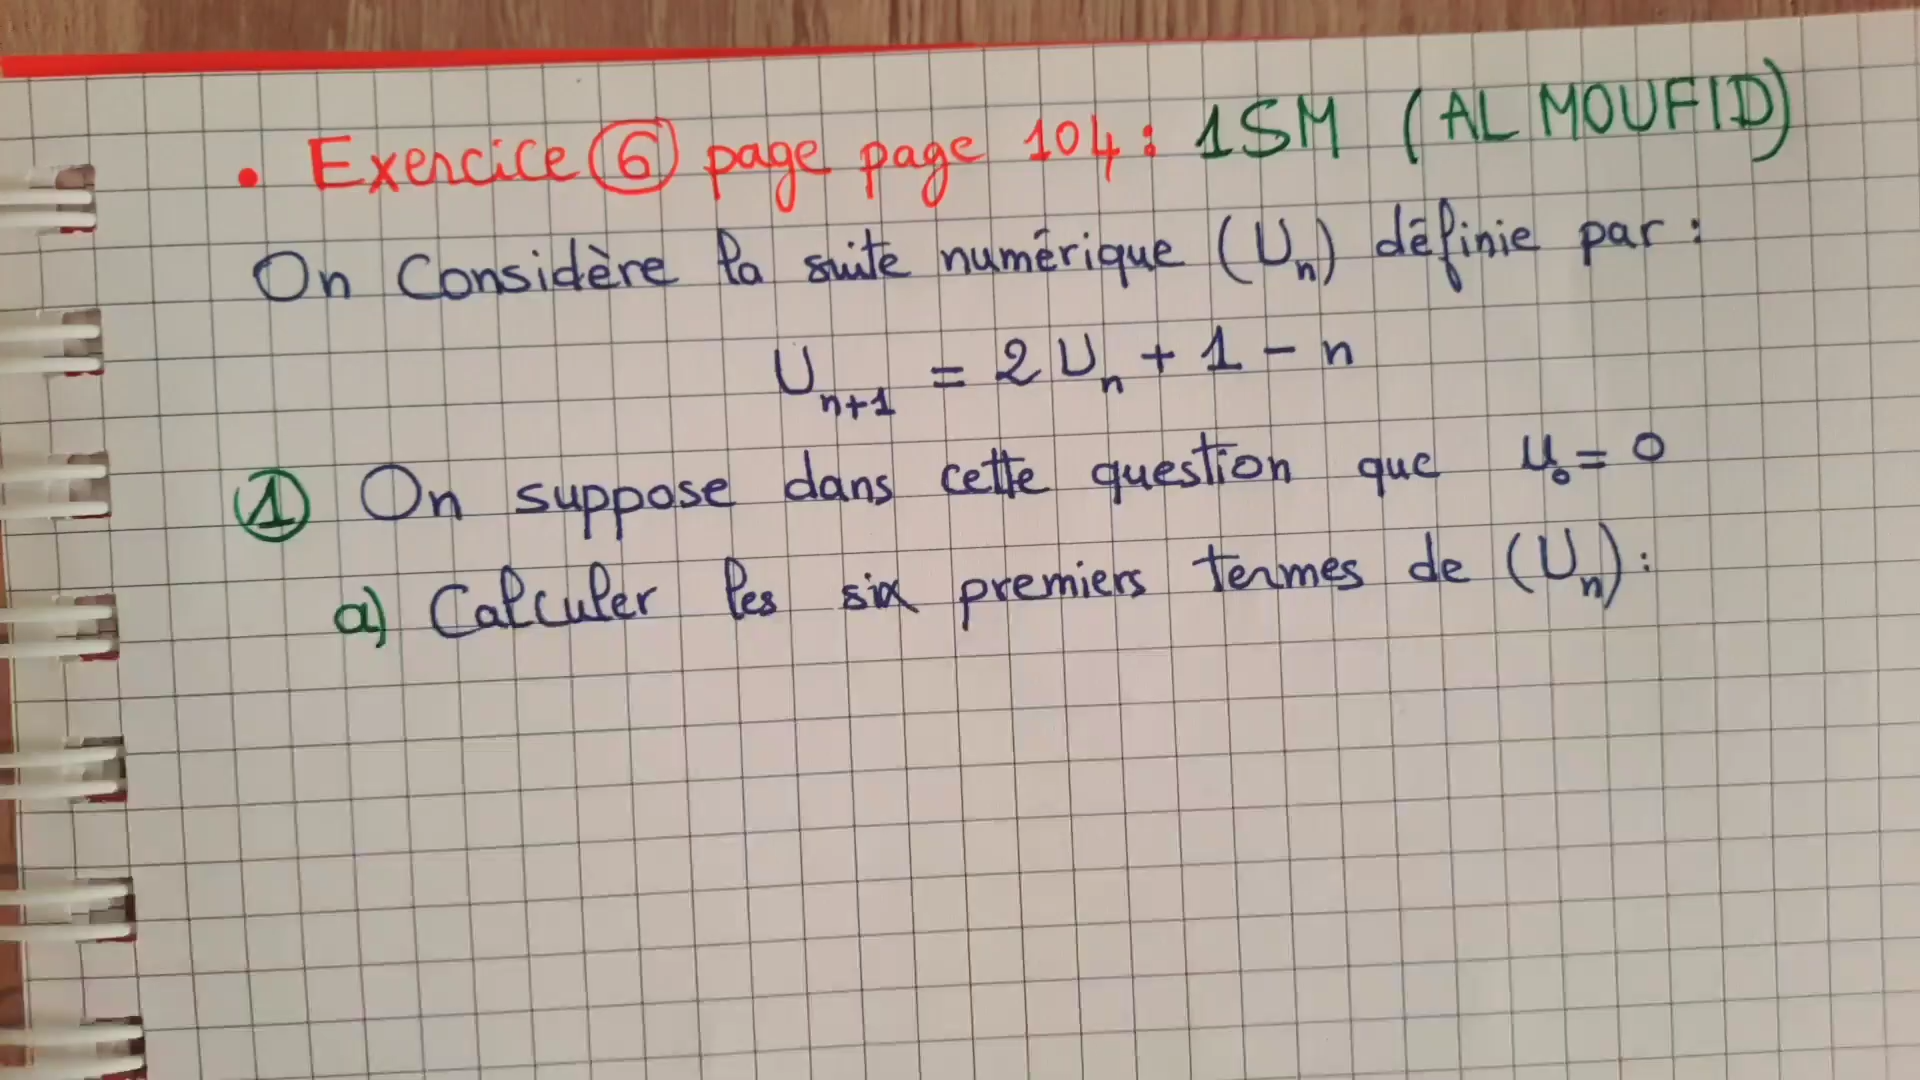 • Exercice 6 page page 104 : 1SM (AL MOUFID)
On Considère la suite numérique (Un) définie par :
Un+1 = 2Un + 1 - n
1 On suppose dans cette question que u0 = 0
a) Calculer les six premiers termes de (Un) :